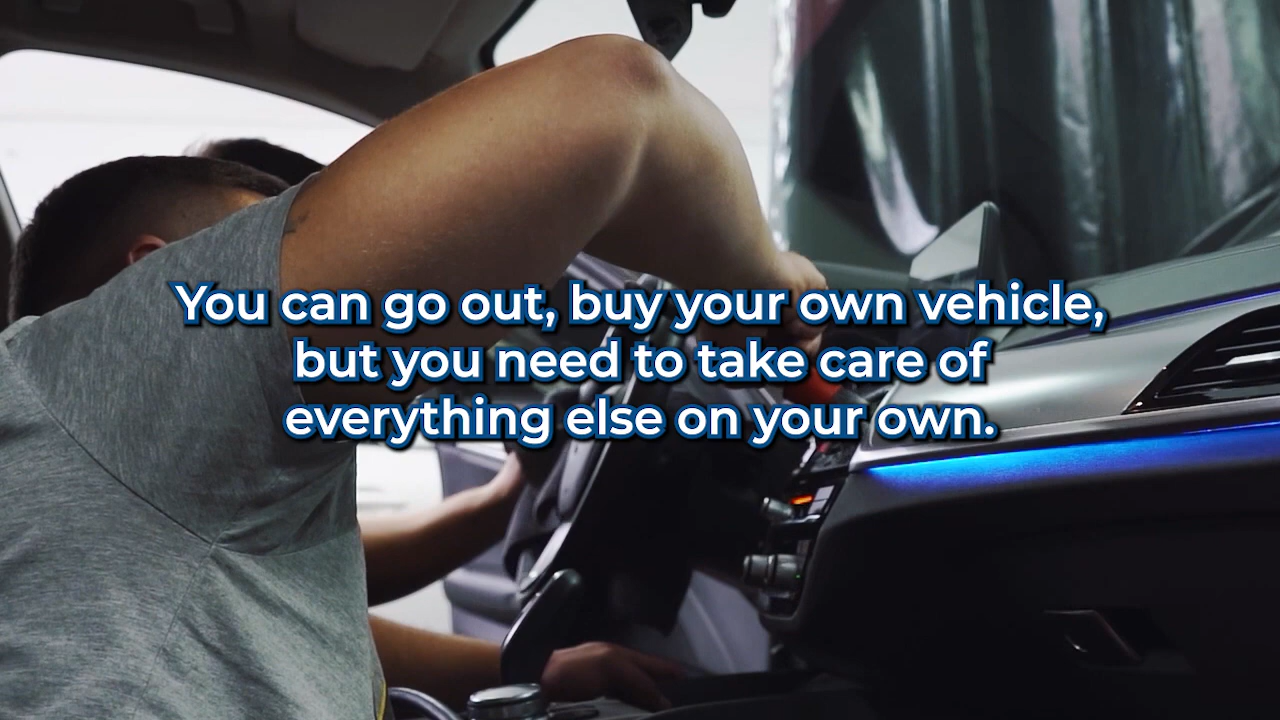 You can go out, buy your own vehicle,
but you need to take care of
everything else on your own.